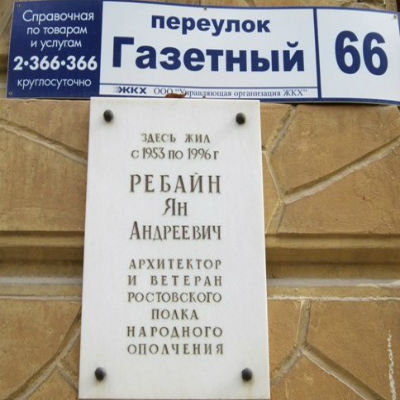 Справочная
по товарам
и услугам
2•366•366
круглосуточно
переулок
Газетный
66
ЖКХ ООО "Управляющая организация ЖКХ"
ЗДЕСЬ ЖИЛ
С 1953 ПО 1996 Г
РЕБАЙН
ЯН
АНДРЕЕВИЧ
АРХИТЕКТОР
И ВЕТЕРАН
РОСТОВСКОГО
ПОЛКА
НАРОДНОГО
ОПОЛЧЕНИЯ